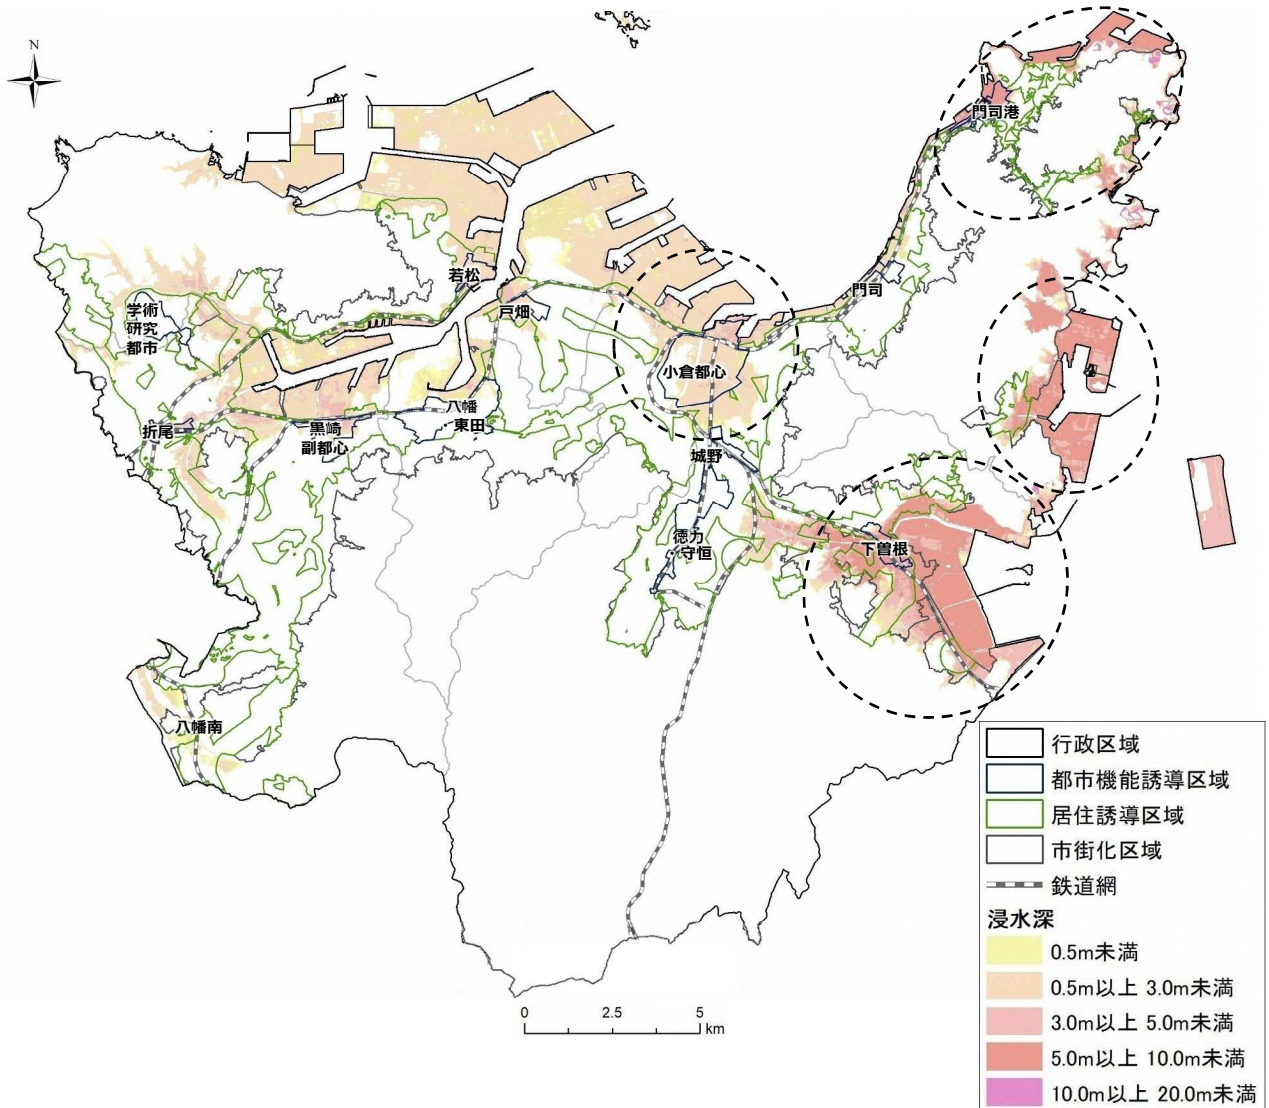 N
門司港
若松
学術
研究
都市
戸畑
門司
小倉都心
折尾
黒崎
副都心
八幡
東田
城野
徳力
守恒
下曽根
八幡南
行政区域
都市機能誘導区域
居住誘導区域
市街化区域
鉄道網
浸水深
0.5m未満
0.5m以上 3.0m未満
3.0m以上 5.0m未満
5.0m以上 10.0m未満
10.0m以上 20.0m未満
0 2.5 5
km